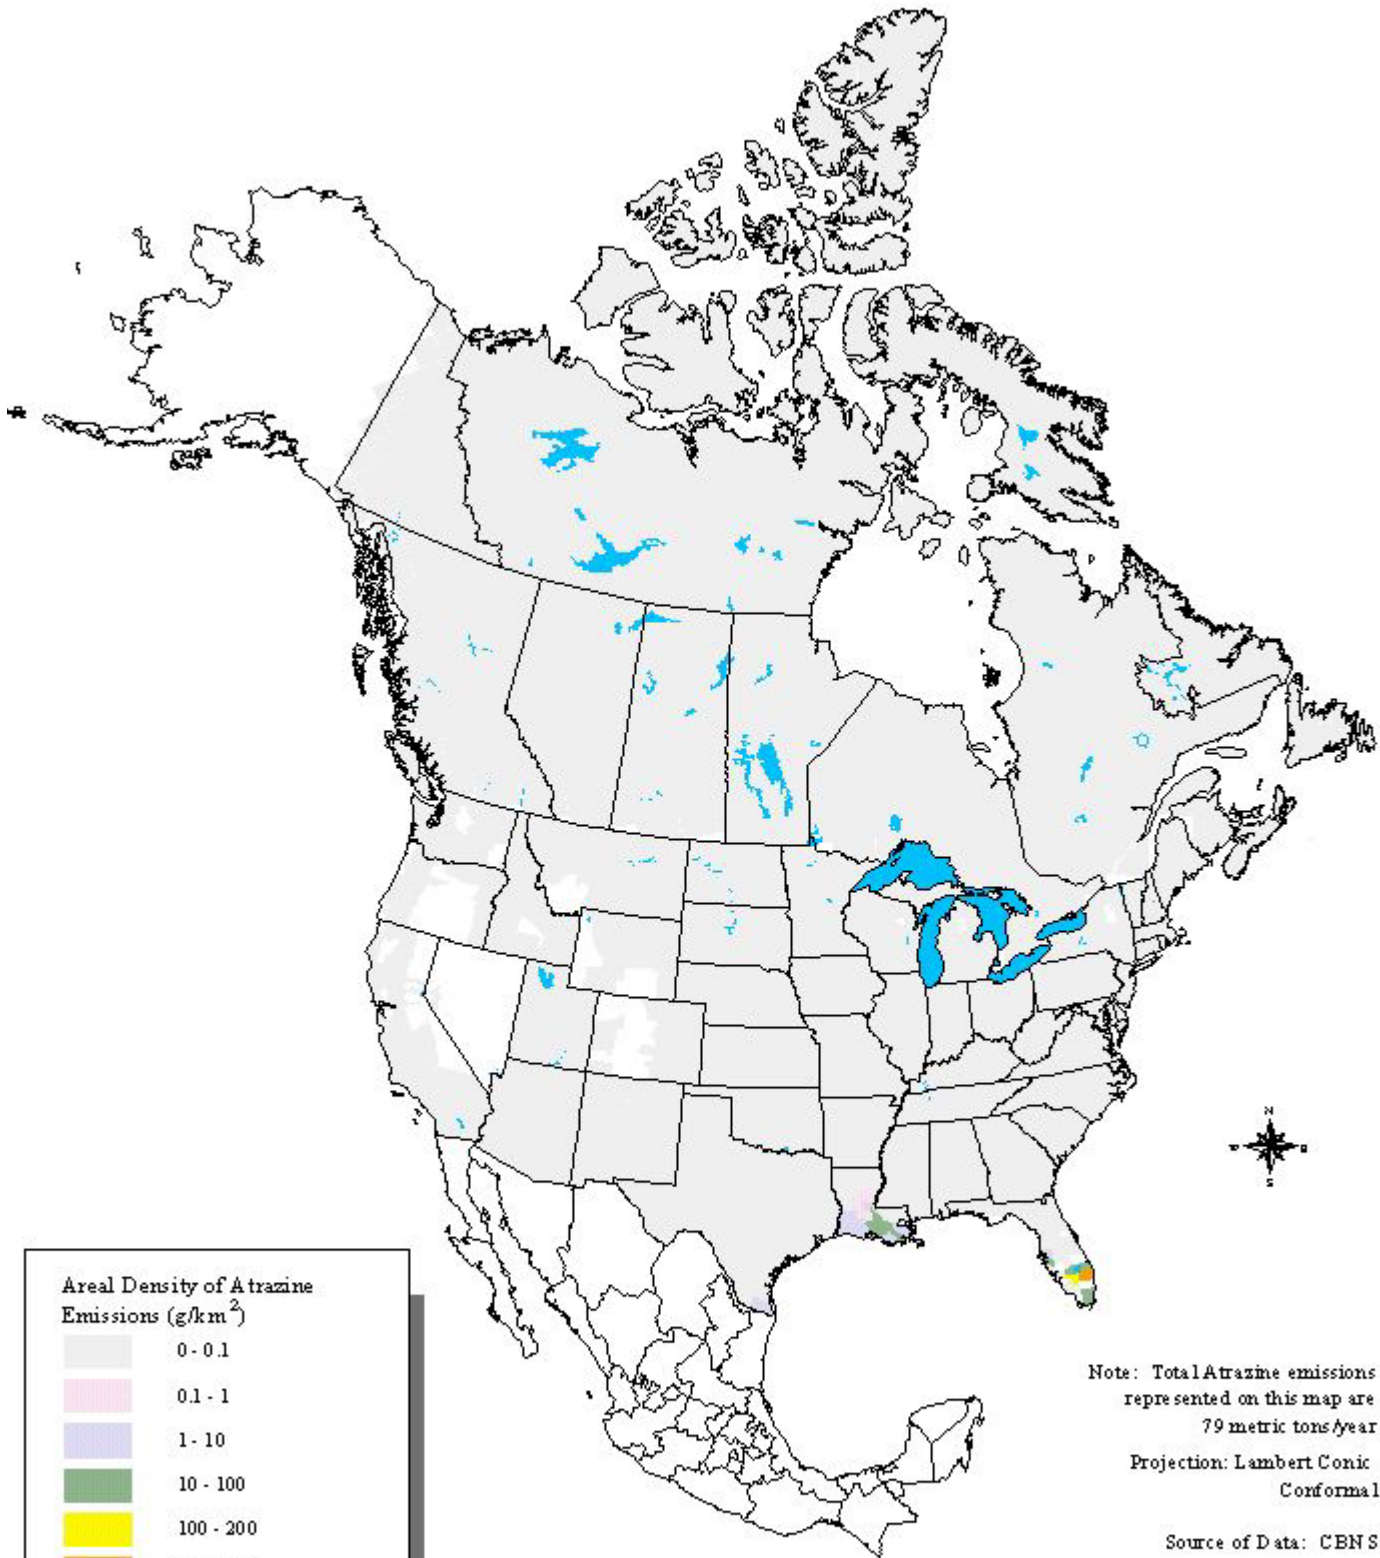 N
S
Areal Density of Atrazine
Emissions (g/km2)
0 - 0.1
0.1 - 1
1 - 10
10 - 100
100 - 200
Note: Total Atrazine emissions
represented on this map are
79 metric tons/year
Projection: Lambert Conic
Conformal
Source of Data: CBNS